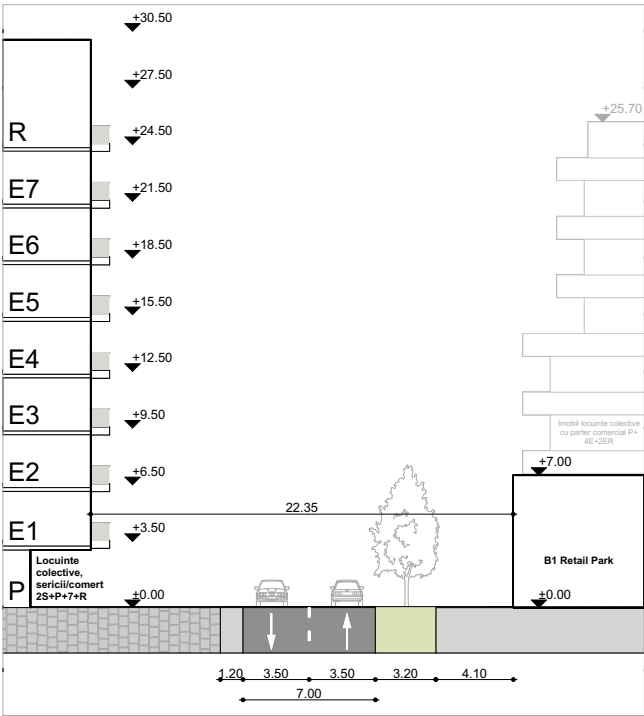 +30.50
+27.50
+25.70
R
+24.50
E7
+21.50
E6
+18.50
E5
+15.50
E4
+12.50
E3
+9.50
Imobil locuinte colective
cu parter comercial P+
4E+2ER
E2
+6.50
+7.00
22.35
E1
+3.50
Locuinte
colective,
sericii/comert
2S+P+7+R
B1 Retail Park
P
+0.00
+0.00
1.20
3.50
3.50
3.20
4.10
7.00